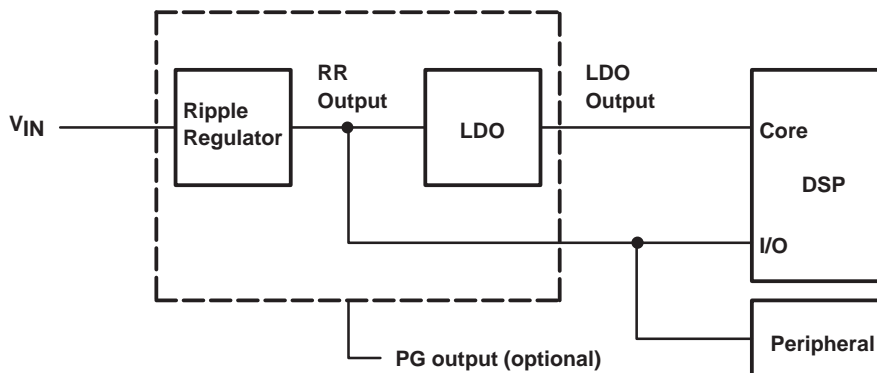 RR
Output
LDO
Output
Ripple
Regulator
VIN
LDO
Core
DSP
I/O
Peripheral
PG output (optional)